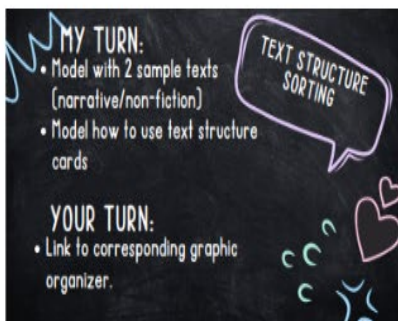 MY TURN:
• Model with 2 sample texts
(narrative/non-fiction)
• Model how to use text structure
cards
TEXT STRUCTURE
SORTING
YOUR TURN:
• Link to corresponding graphic
organizer.